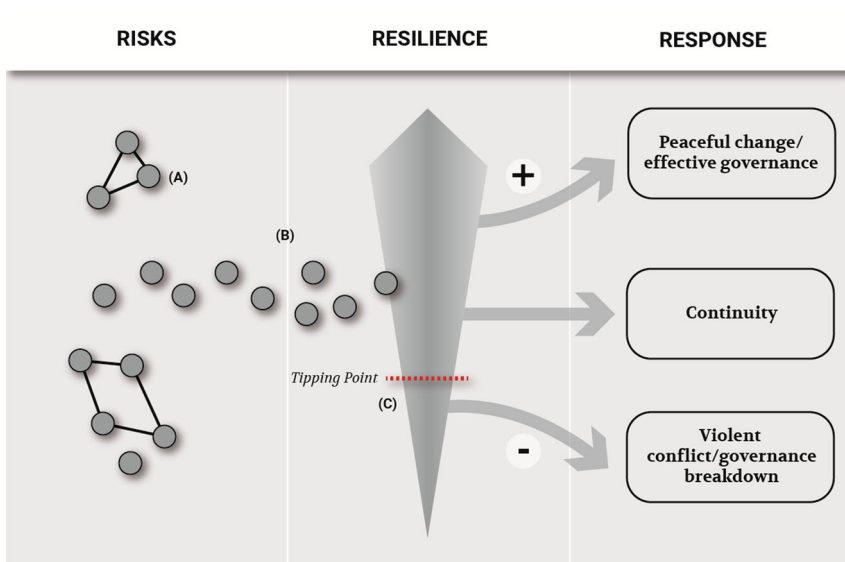 RISKS
RESILIENCE
RESPONSE
(A)
+
Peaceful change/
effective governance
(B)
Continuity
Tipping Point
(C)
-
Violent
conflict/governance
breakdown